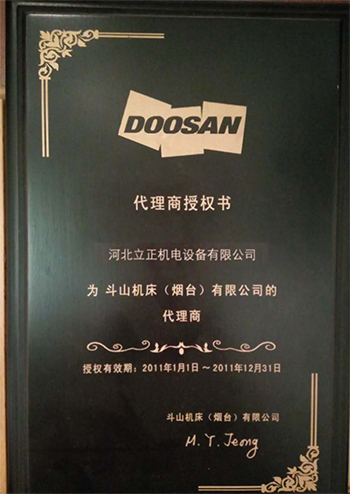 DOOSAN
代理商授权书
河北立正机电设备有限公司
为 斗山机床（烟台）有限公司的
代理商
授权有效期：2011年1月1日～2011年12月31日
斗山机床（烟台）有限公司
M. Y. Jeong